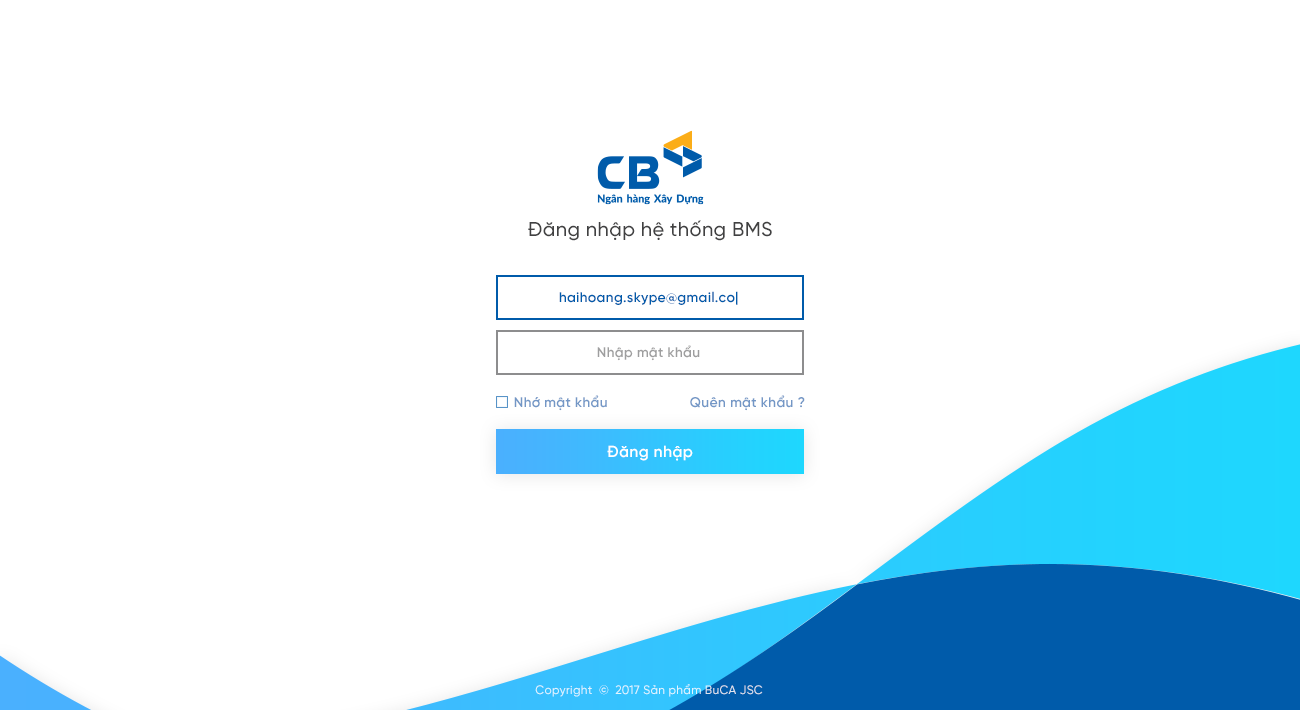 CB
Ngân hàng Xây Dựng
Đăng nhập hệ thống BMS
haihoang.skype@gmail.co|
Nhập mật khẩu
Nhớ mật khẩu
Quên mật khẩu ?
Đăng nhập
Copyright © 2017 Sản phẩm BuCA JSC